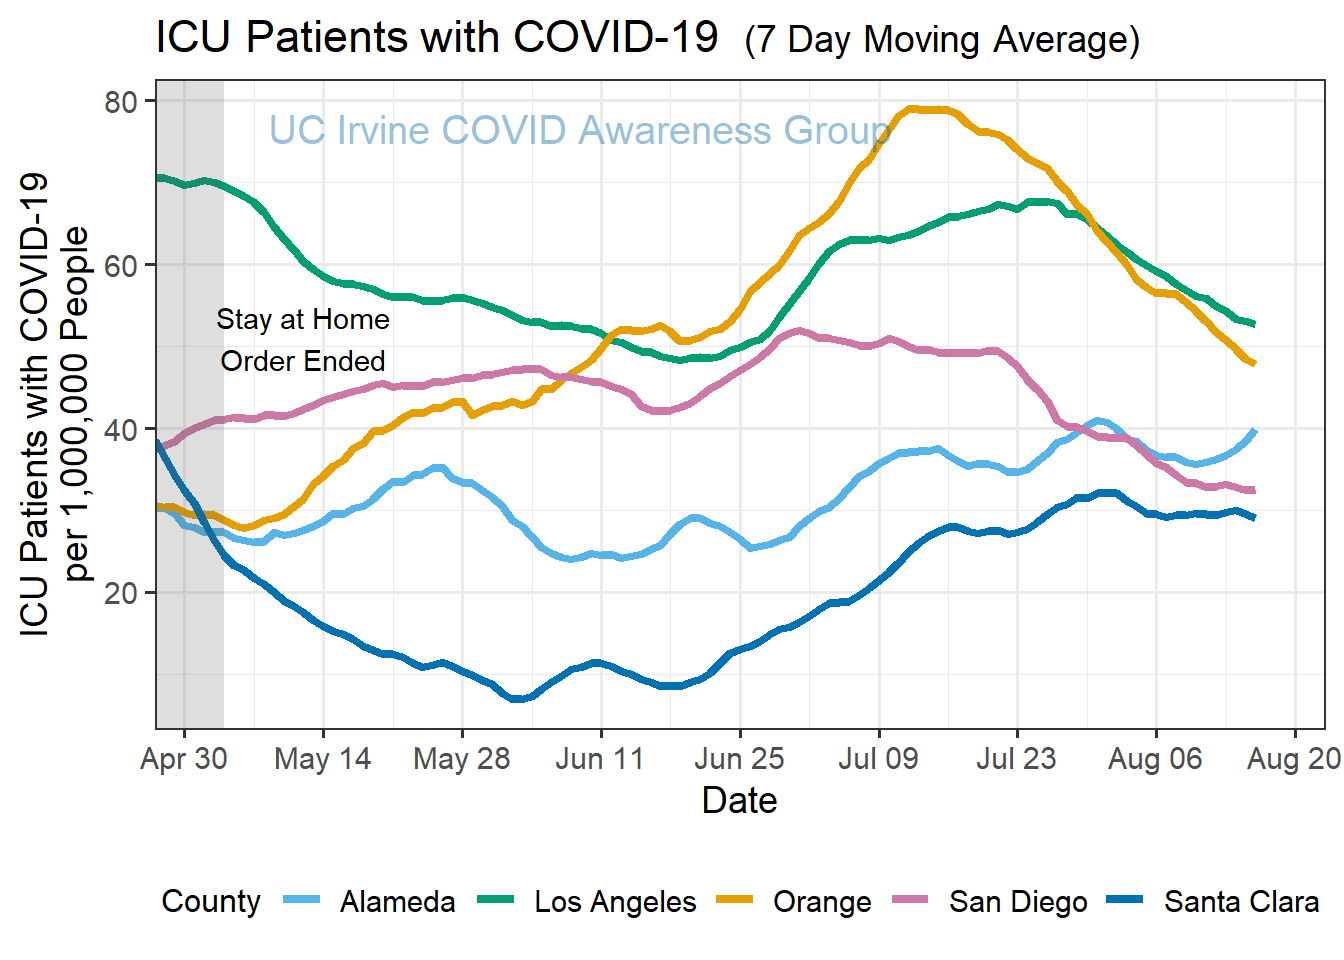 ICU Patients with COVID-19 (7 Day Moving Average)
UC Irvine COVID Awareness Group
ICU Patients with COVID-19
per 1,000,000 People
80
60
40
20
Stay at Home
Order Ended
Apr 30 May 14 May 28 Jun 11 Jun 25 Jul 09 Jul 23 Aug 06 Aug 20
Date
County Alameda Los Angeles Orange San Diego Santa Clara